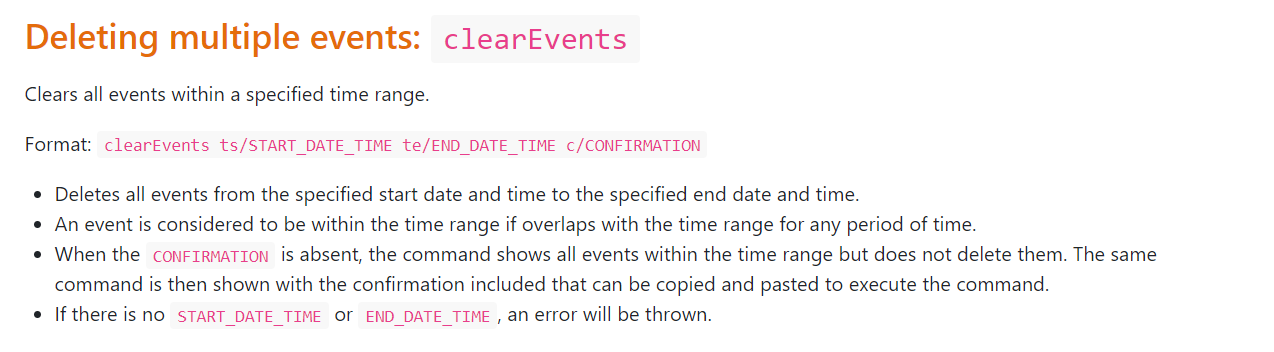 Deleting multiple events: clearEvents
Clears all events within a specified time range.
Format: clearEvents ts/START_DATE_TIME te/END_DATE_TIME c/CONFIRMATION
• Deletes all events from the specified start date and time to the specified end date and time.
• An event is considered to be within the time range if overlaps with the time range for any period of time.
• When the CONFIRMATION is absent, the command shows all events within the time range but does not delete them. The same
command is then shown with the confirmation included that can be copied and pasted to execute the command.
• If there is no START_DATE_TIME or END_DATE_TIME, an error will be thrown.